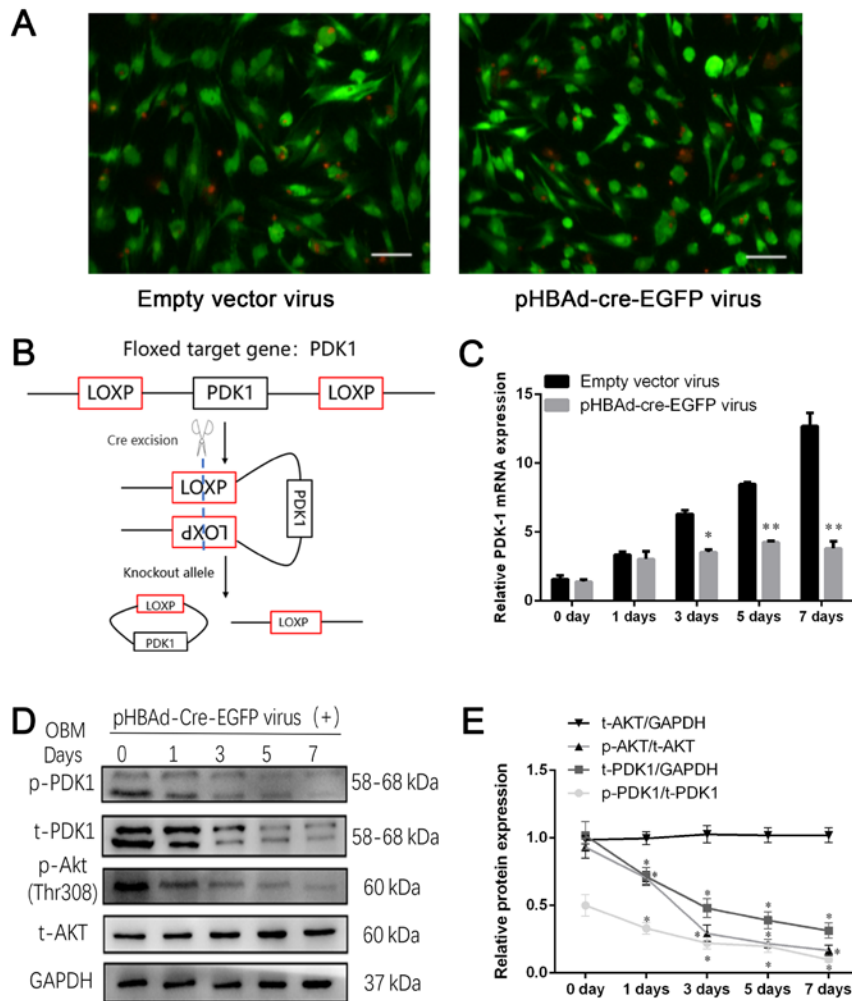 A
Empty vector virus
pHBAd-cre-EGFP virus
B
Floxed target gene: PDK1
LOXP
PDK1
LOXP
Cre excision
LOXP
PDK1
LOXP
Knockout allele
LOXP
PDK1
LOXP
C
Empty vector virus
pHBAd-cre-EGFP virus
Relative PDK-1 mRNA expression
15
10
5
0
*
**
**
0 day
1 days
3 days
5 days
7 days
D
OBM
pHBAd-Cre-EGFP virus (+)
Days
0 1 3 5 7
p-PDK1
58-68 kDa
t-PDK1
58-68 kDa
p-Akt
(Thr308)
60 kDa
t-AKT
60 kDa
GAPDH
37 kDa
E
t-AKT/GAPDH
p-AKT/t-AKT
t-PDK1/GAPDH
p-PDK1/t-PDK1
Relative protein expression
1.5
1.0
0.5
0.0
*
*
*
*
*
*
*
*
*
*
*
*
0 day
1 days
3 days
5 days
7 days